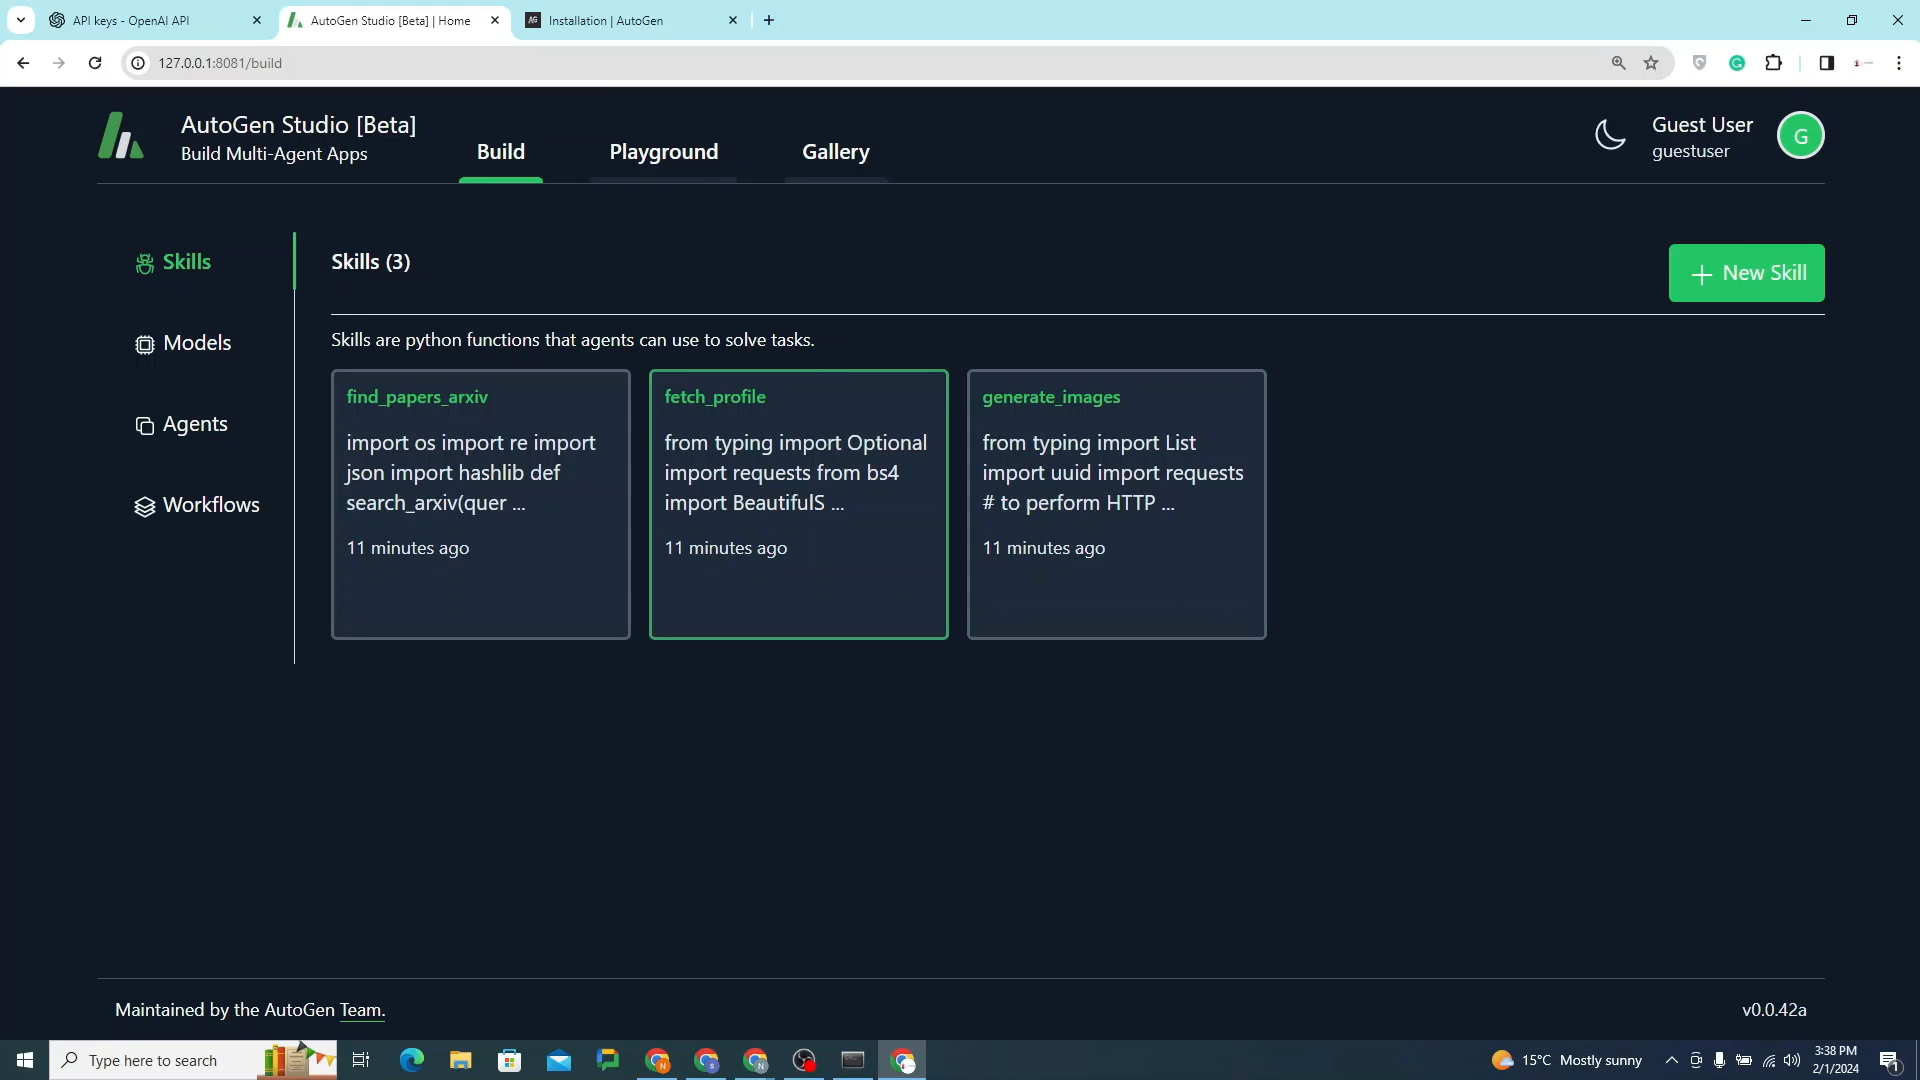 API keys - OpenAI API
AutoGen Studio [Beta] | Home
AG
Installation | AutoGen
127.0.0.1:8081/build
AutoGen Studio [Beta]
Build Multi-Agent Apps
Build
Playground
Gallery
Guest User
guestuser
G
Skills
Models
Agents
Workflows
Skills (3)
New Skill
Skills are python functions that agents can use to solve tasks.
find_papers_arxiv
import os import re import
json import hashlib def
search_arxiv(quer ...
11 minutes ago
fetch_profile
from typing import Optional
import requests from bs4
import BeautifulS ...
11 minutes ago
generate_images
from typing import List
import uuid import requests
# to perform HTTP ...
11 minutes ago
Maintained by the AutoGen Team.
v0.0.42a
Type here to search
N
S
N
15°C Mostly sunny
3:38 PM
2/1/2024
1